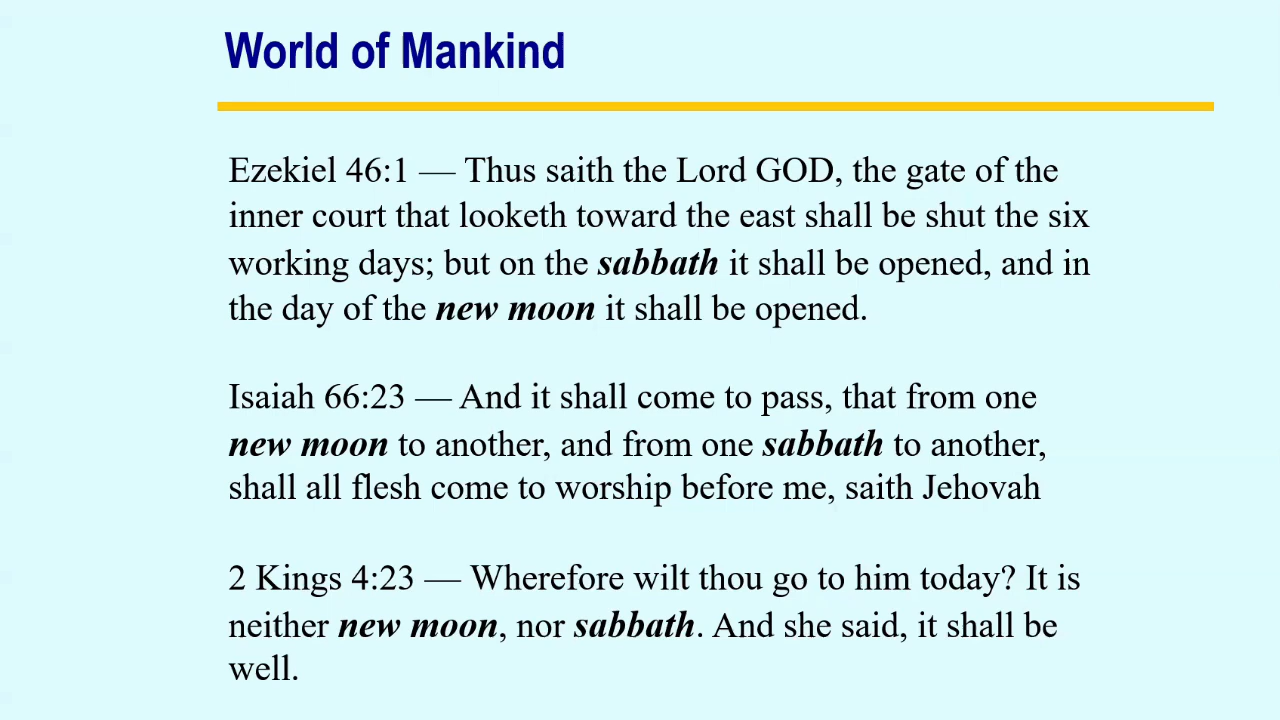 World of Mankind
Ezekiel 46:1 — Thus saith the Lord GOD, the gate of the
inner court that looketh toward the east shall be shut the six
working days; but on the sabbath it shall be opened, and in
the day of the new moon it shall be opened.
Isaiah 66:23 — And it shall come to pass, that from one
new moon to another, and from one sabbath to another,
shall all flesh come to worship before me, saith Jehovah
2 Kings 4:23 — Wherefore wilt thou go to him today? It is
neither new moon, nor sabbath. And she said, it shall be
well.